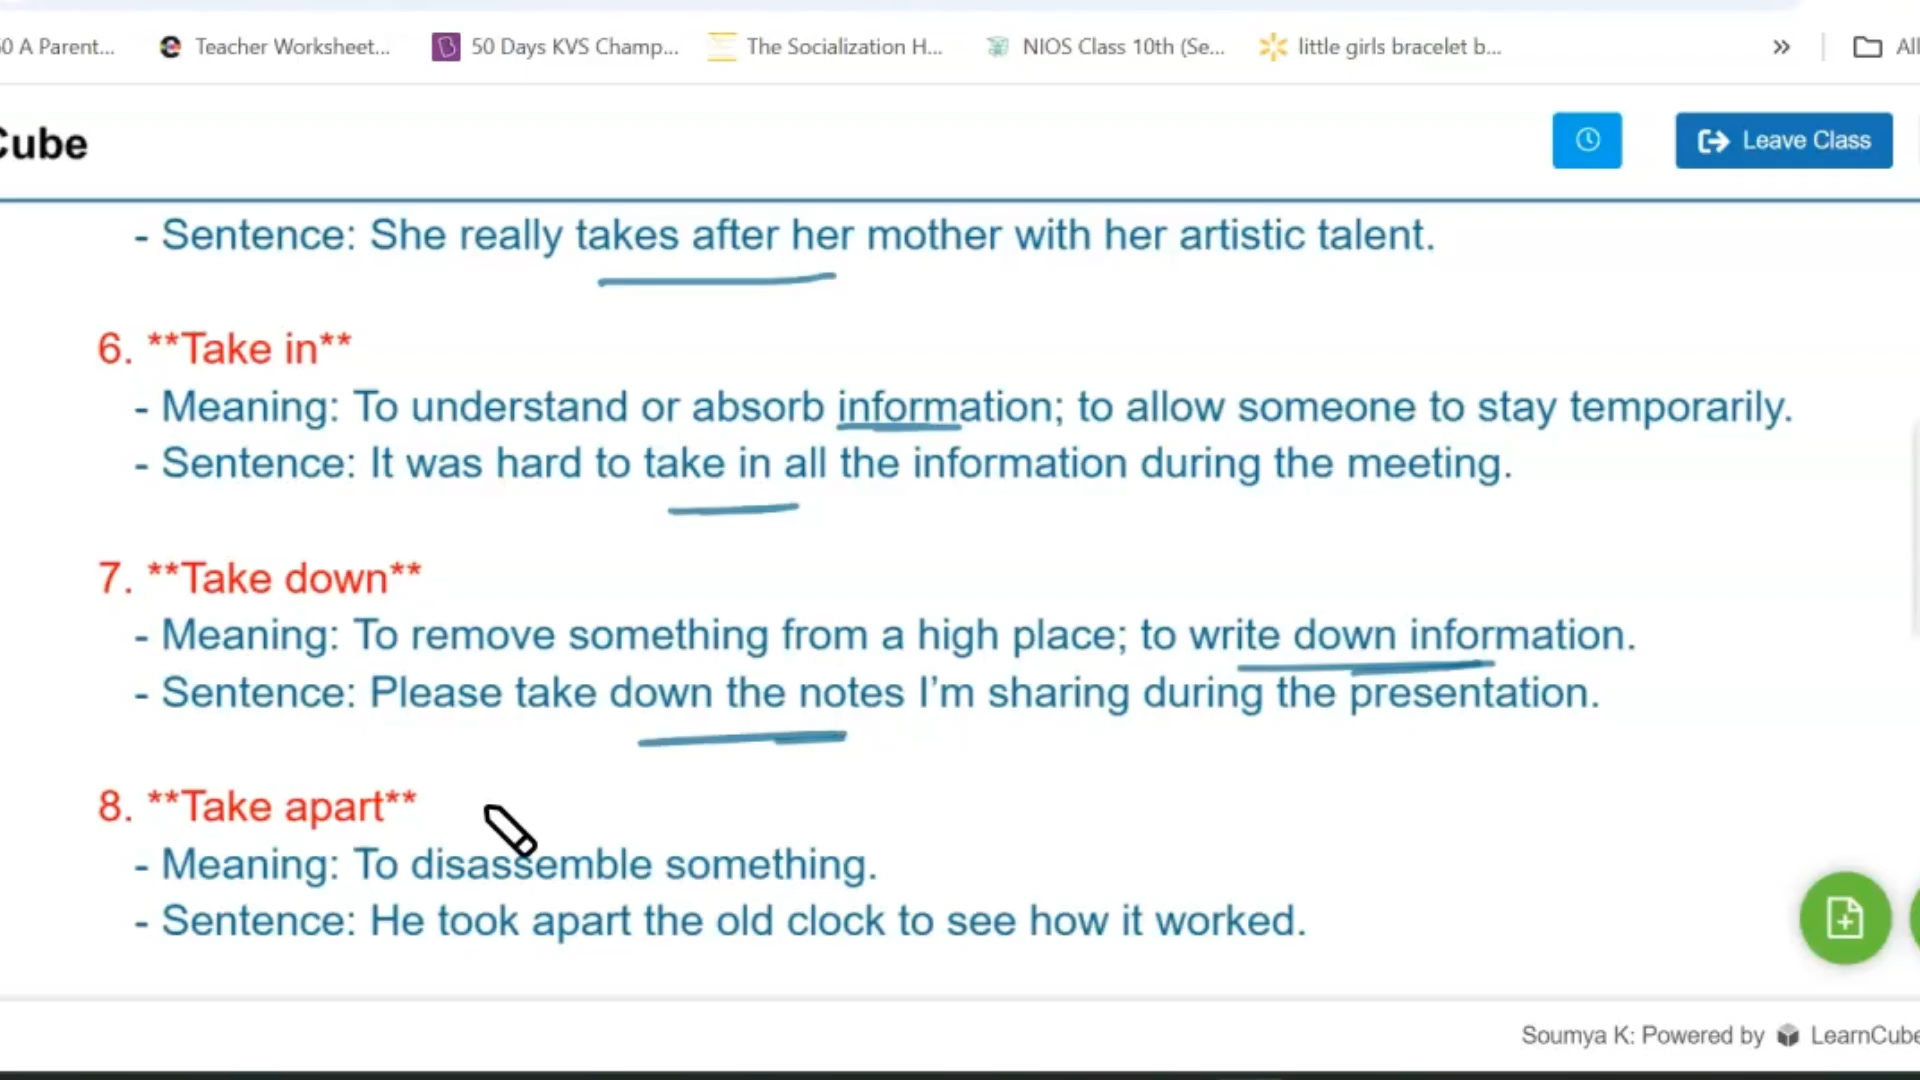 0 A Parent... Teacher Worksheet... 50 Days KVS Champ... The Socialization H... NIOS Class 10th (Se... little girls bracelet b... » All
Cube Leave Class
- Sentence: She really takes after her mother with her artistic talent.
6. **Take in**
- Meaning: To understand or absorb information; to allow someone to stay temporarily.
- Sentence: It was hard to take in all the information during the meeting.
7. **Take down**
- Meaning: To remove something from a high place; to write down information.
- Sentence: Please take down the notes I'm sharing during the presentation.
8. **Take apart**
- Meaning: To disassemble something.
- Sentence: He took apart the old clock to see how it worked.
Soumya K: Powered by LearnCube